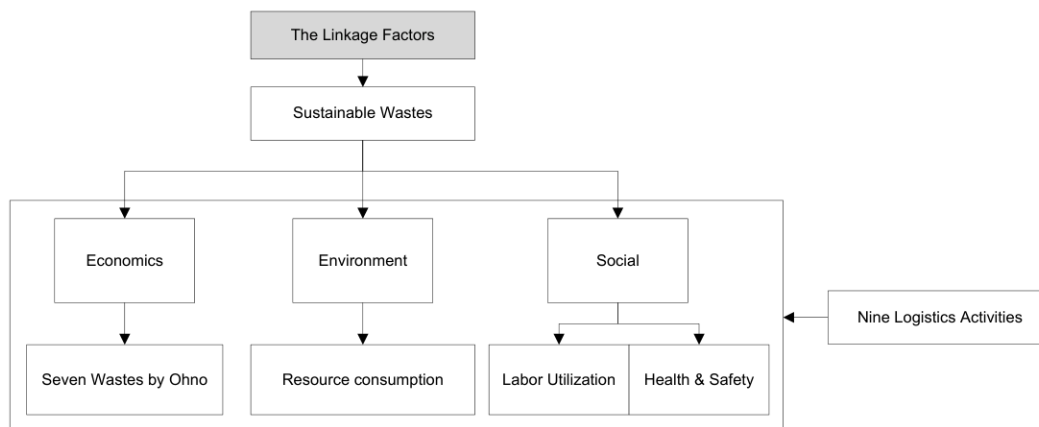 The Linkage Factors
Sustainable Wastes
Economics
Environment
Social
Nine Logistics Activities
Seven Wastes by Ohno
Resource consumption
Labor Utilization
Health & Safety